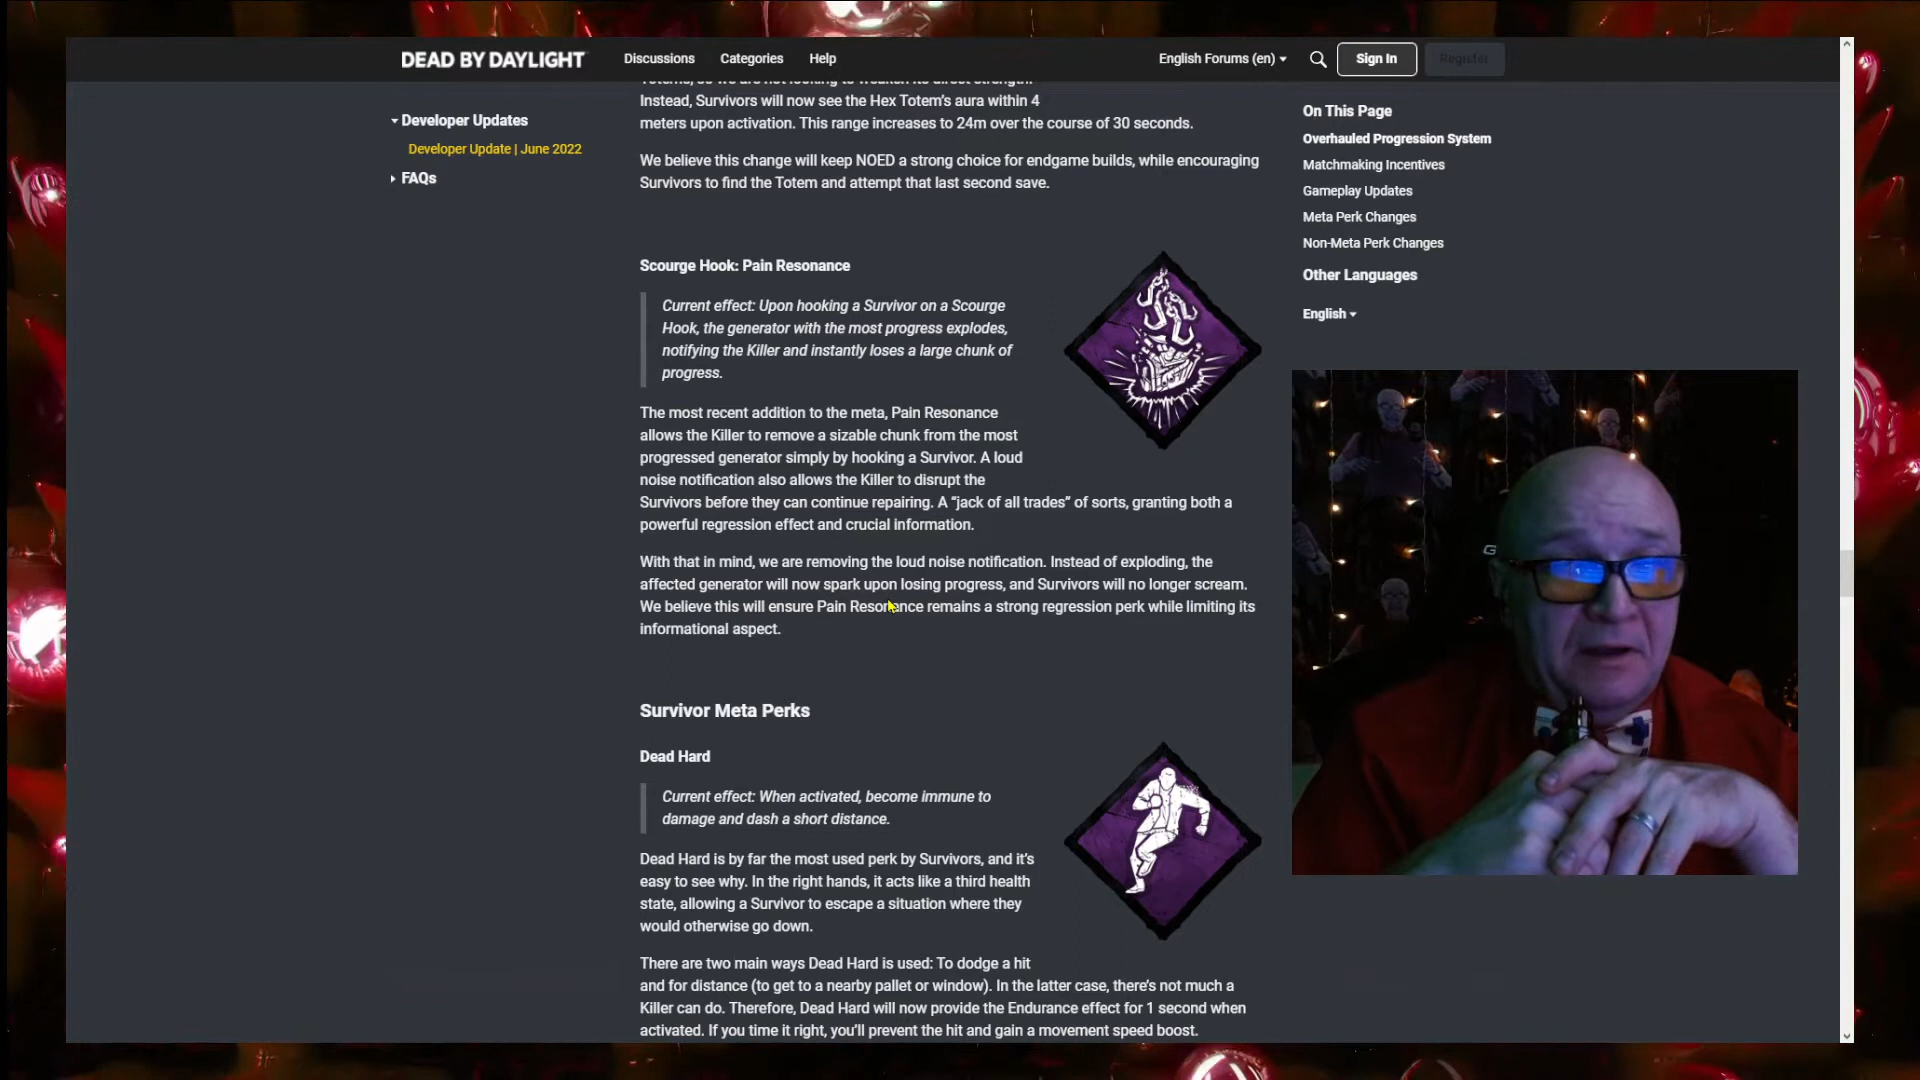 DEAD BY DAYLIGHT
Discussions
Categories
Help
English Forums (en)
Sign In
Register
Developer Updates
Developer Update | June 2022
FAQs
Totems, so we are not looking to weaken its direct strength.
Instead, Survivors will now see the Hex Totem's aura within 4
meters upon activation. This range increases to 24m over the course of 30 seconds.
We believe this change will keep NOED a strong choice for endgame builds, while encouraging
Survivors to find the Totem and attempt that last second save.
Scourge Hook: Pain Resonance
Current effect: Upon hooking a Survivor on a Scourge
Hook, the generator with the most progress explodes,
notifying the Killer and instantly loses a large chunk of
progress.
The most recent addition to the meta, Pain Resonance
allows the Killer to remove a sizable chunk from the most
progressed generator simply by hooking a Survivor. A loud
noise notification also allows the Killer to disrupt the
Survivors before they can continue repairing. A “jack of all trades” of sorts, granting both a
powerful regression effect and crucial information.
With that in mind, we are removing the loud noise notification. Instead of exploding, the
affected generator will now spark upon losing progress, and Survivors will no longer scream.
We believe this will ensure Pain Resonance remains a strong regression perk while limiting its
informational aspect.
Survivor Meta Perks
Dead Hard
Current effect: When activated, become immune to
damage and dash a short distance.
Dead Hard is by far the most used perk by Survivors, and it's
easy to see why. In the right hands, it acts like a third health
state, allowing a Survivor to escape a situation where they
would otherwise go down.
There are two main ways Dead Hard is used: To dodge a hit
and for distance (to get to a nearby pallet or window). In the latter case, there's not much a
Killer can do. Therefore, Dead Hard will now provide the Endurance effect for 1 second when
activated. If you time it right, you'll prevent the hit and gain a movement speed boost.
On This Page
Overhauled Progression System
Matchmaking Incentives
Gameplay Updates
Meta Perk Changes
Non-Meta Perk Changes
Other Languages
English
G